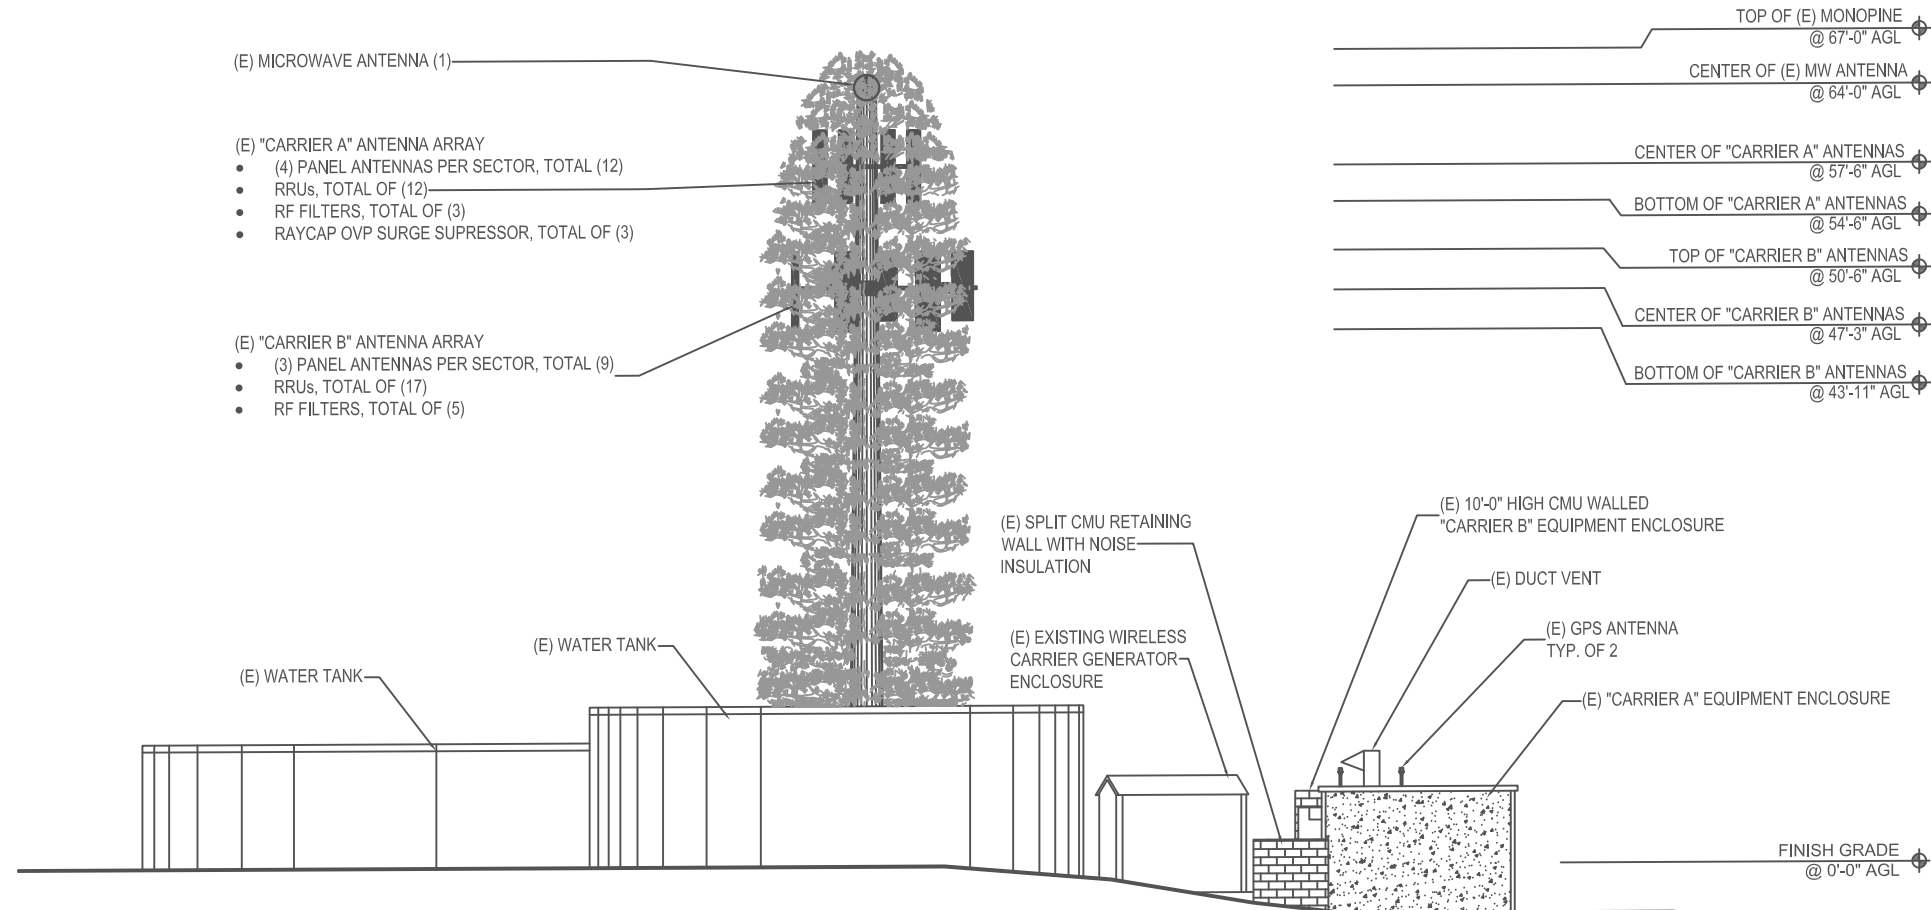 (E) MICROWAVE ANTENNA (1)
(E) "CARRIER A" ANTENNA ARRAY
• (4) PANEL ANTENNAS PER SECTOR, TOTAL (12)
• RRUs, TOTAL OF (12)
• RF FILTERS, TOTAL OF (3)
• RAYCAP OVP SURGE SUPRESSOR, TOTAL OF (3)
(E) "CARRIER B" ANTENNA ARRAY
• (3) PANEL ANTENNAS PER SECTOR, TOTAL (9)
• RRUs, TOTAL OF (17)
• RF FILTERS, TOTAL OF (5)
TOP OF (E) MONOPINE
@ 67'-0" AGL
CENTER OF (E) MW ANTENNA
@ 64'-0" AGL
CENTER OF "CARRIER A" ANTENNAS
@ 57'-6" AGL
BOTTOM OF "CARRIER A" ANTENNAS
@ 54'-6" AGL
TOP OF "CARRIER B" ANTENNAS
@ 50'-6" AGL
CENTER OF "CARRIER B" ANTENNAS
@ 47'-3" AGL
BOTTOM OF "CARRIER B" ANTENNAS
@ 43'-11" AGL
(E) WATER TANK
(E) WATER TANK
(E) SPLIT CMU RETAINING
WALL WITH NOISE
INSULATION
(E) EXISTING WIRELESS
CARRIER GENERATOR
ENCLOSURE
(E) 10'-0" HIGH CMU WALLED
"CARRIER B" EQUIPMENT ENCLOSURE
(E) DUCT VENT
(E) GPS ANTENNA
TYP. OF 2
(E) "CARRIER A" EQUIPMENT ENCLOSURE
FINISH GRADE
@ 0'-0" AGL